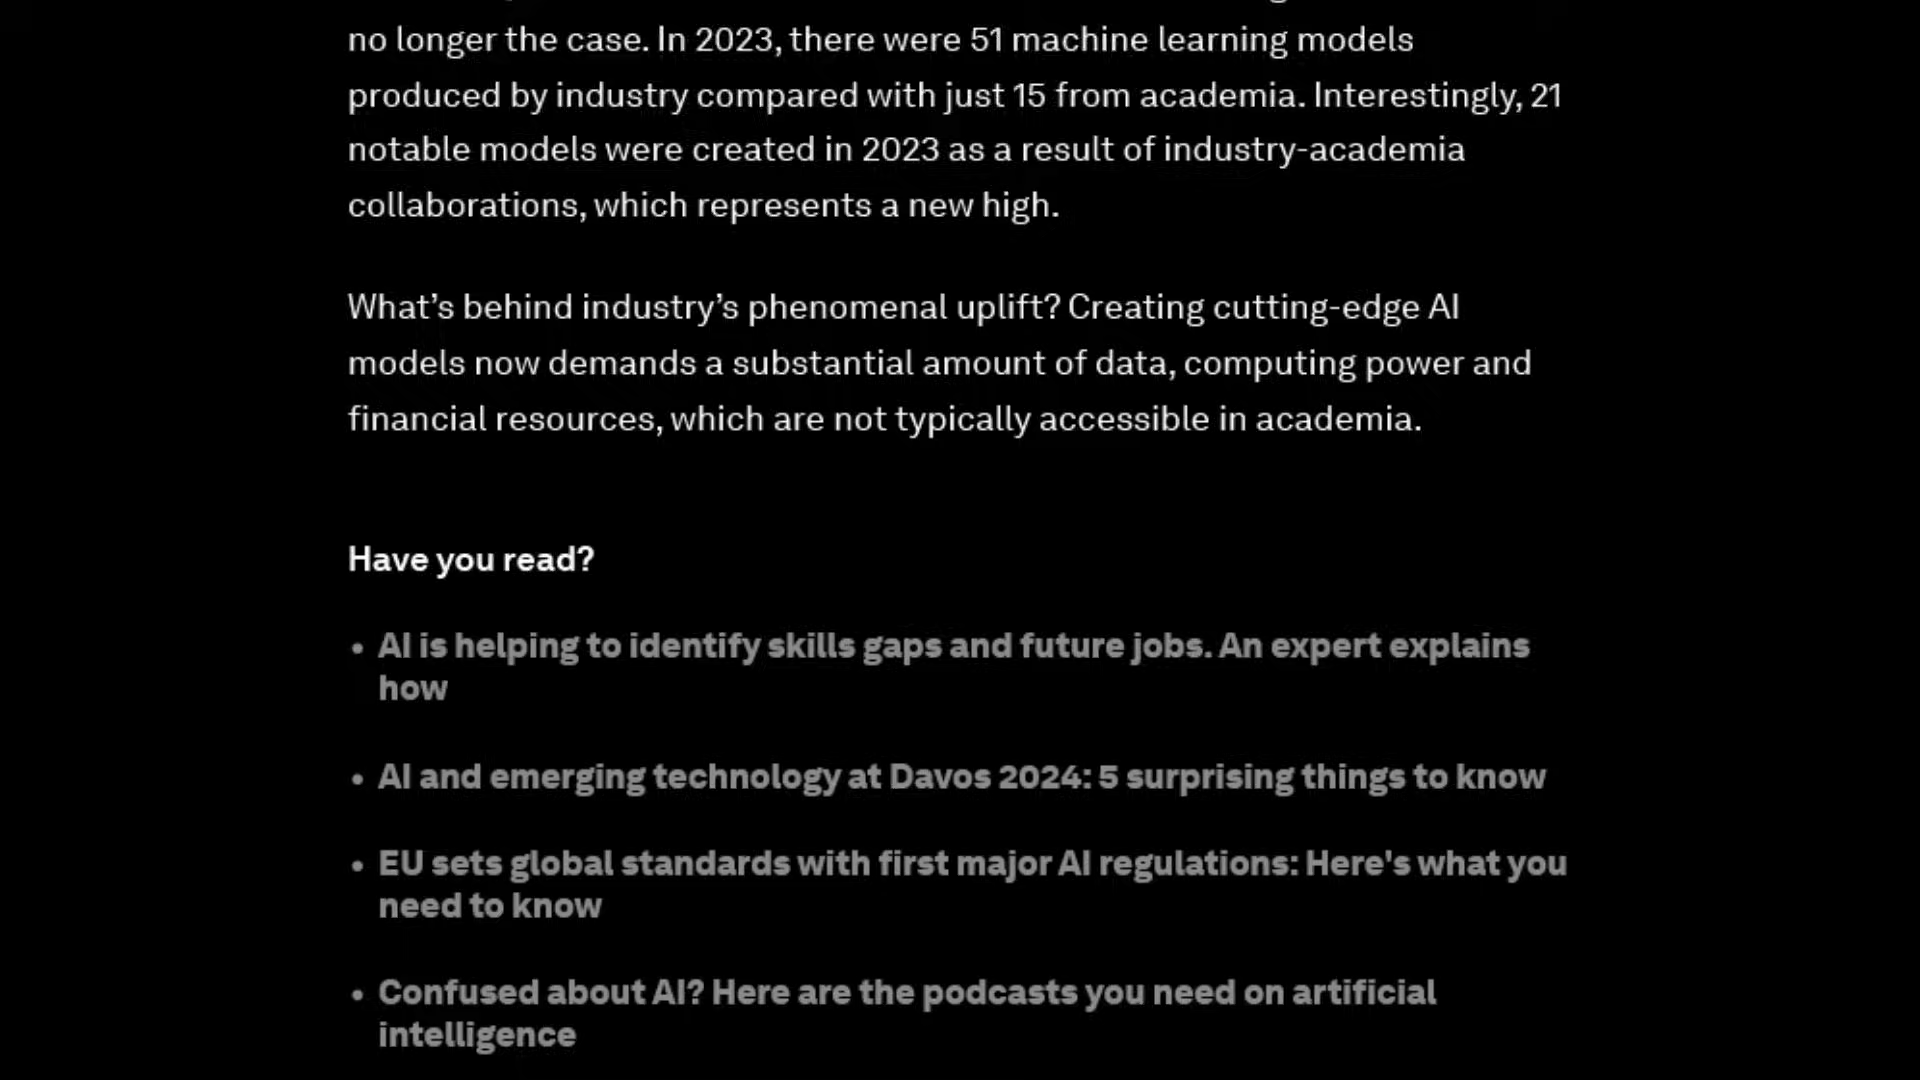 no longer the case. In 2023, there were 51 machine learning models
produced by industry compared with just 15 from academia. Interestingly, 21
notable models were created in 2023 as a result of industry-academia
collaborations, which represents a new high.
What’s behind industry’s phenomenal uplift? Creating cutting-edge AI
models now demands a substantial amount of data, computing power and
financial resources, which are not typically accessible in academia.
Have you read?
• AI is helping to identify skills gaps and future jobs. An expert explains
how
• AI and emerging technology at Davos 2024: 5 surprising things to know
• EU sets global standards with first major AI regulations: Here's what you
need to know
• Confused about AI? Here are the podcasts you need on artificial
intelligence